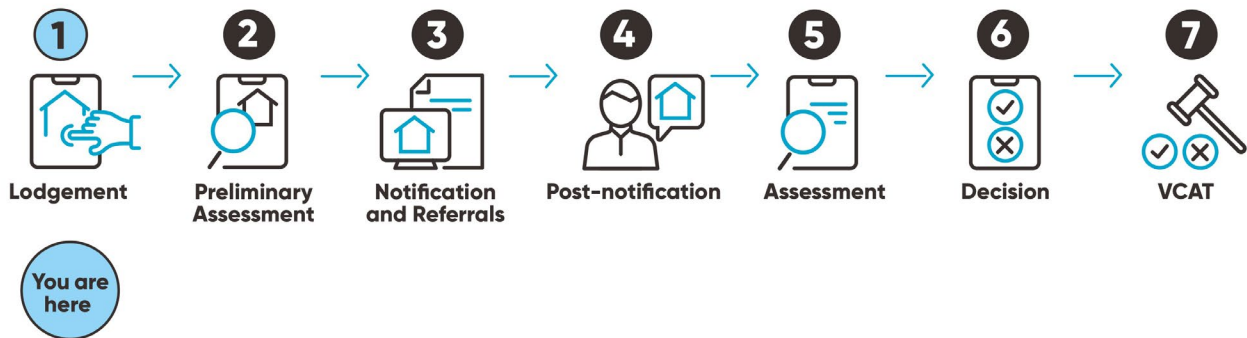 1 2 3 4 5 6 7
Lodgement
Preliminary
Assessment
Notification
and Referrals
Post-notification
Assessment
Decision
VCAT
You are
here